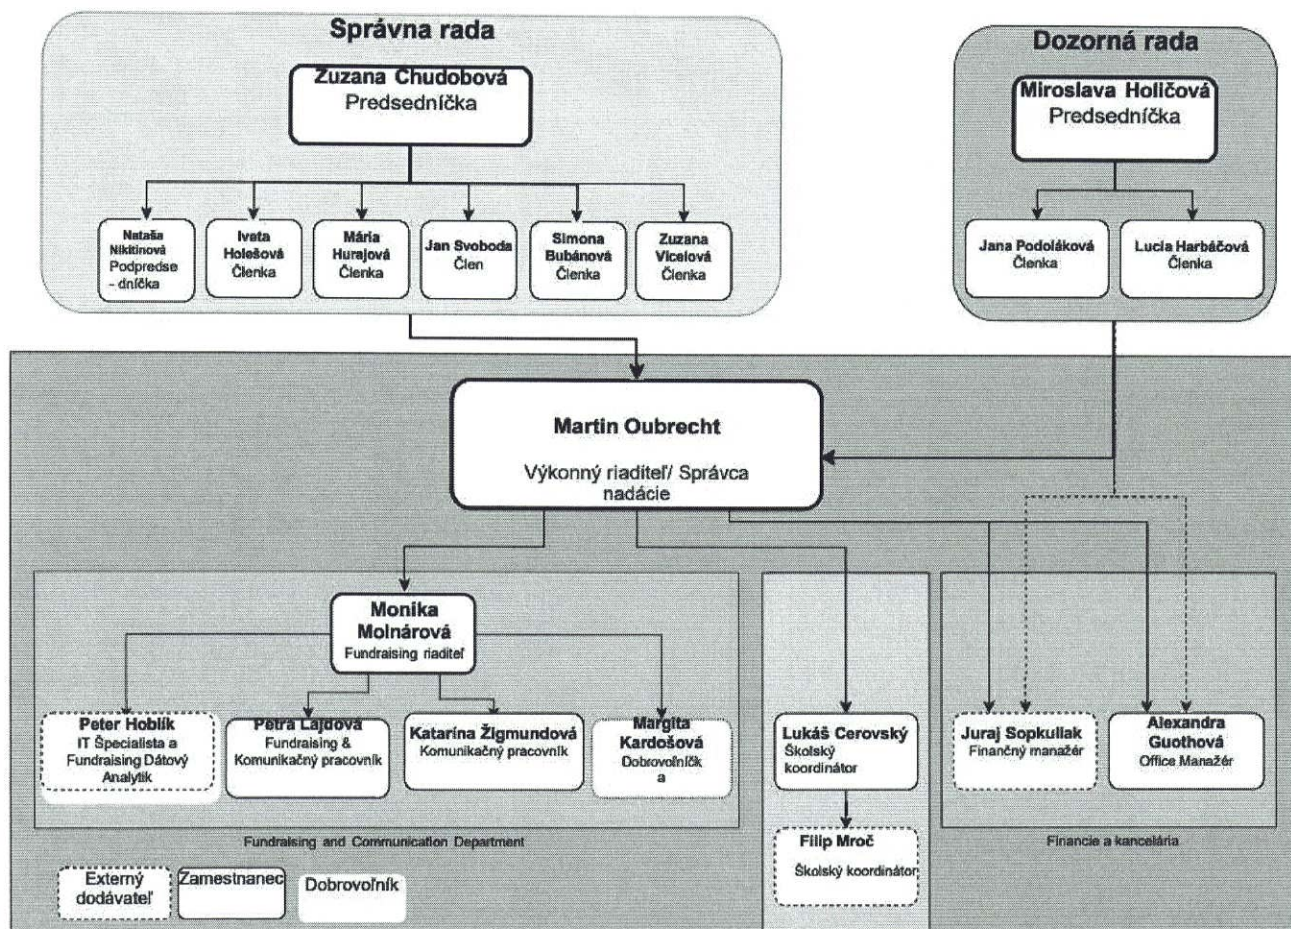 Správna rada
Zuzana Chudobová
Predsedníčka
Nataša
Nikitinová
Podpredse
- dníčka
Iveta
Holešová
Členka
Mária
Hurajová
Členka
Jan Svoboda
Člen
Simona
Bubánová
Členka
Zuzana
Vicelová
Členka
Dozorná rada
Miroslava Holičová
Predsedníčka
Jana Podoláková
Členka
Lucia Harbáčová
Členka
Martin Oubrecht
Výkonný riaditeľ/ Správca
nadácie
Monika
Molnárová
Fundraising riaditeľ
Peter Hoblík
IT Špecialista a
Fundraising Dátový
Analytik
Petra Lajdová
Fundraising &
Komunikačný pracovník
Katarína Žigmundová
Komunikačný pracovník
Margita
Kardošová
Dobrovoľníčk
a
Fundraising and Communication Department
Lukáš Cerovský
Školský
koordinátor
Filip Mroč
Školský koordinátor
Juraj Sopkuliak
Finančný manažér
Alexandra
Guothová
Office Manažér
Financie a kancelária
Externý
dodávateľ
Zamestnanec
Dobrovoľník